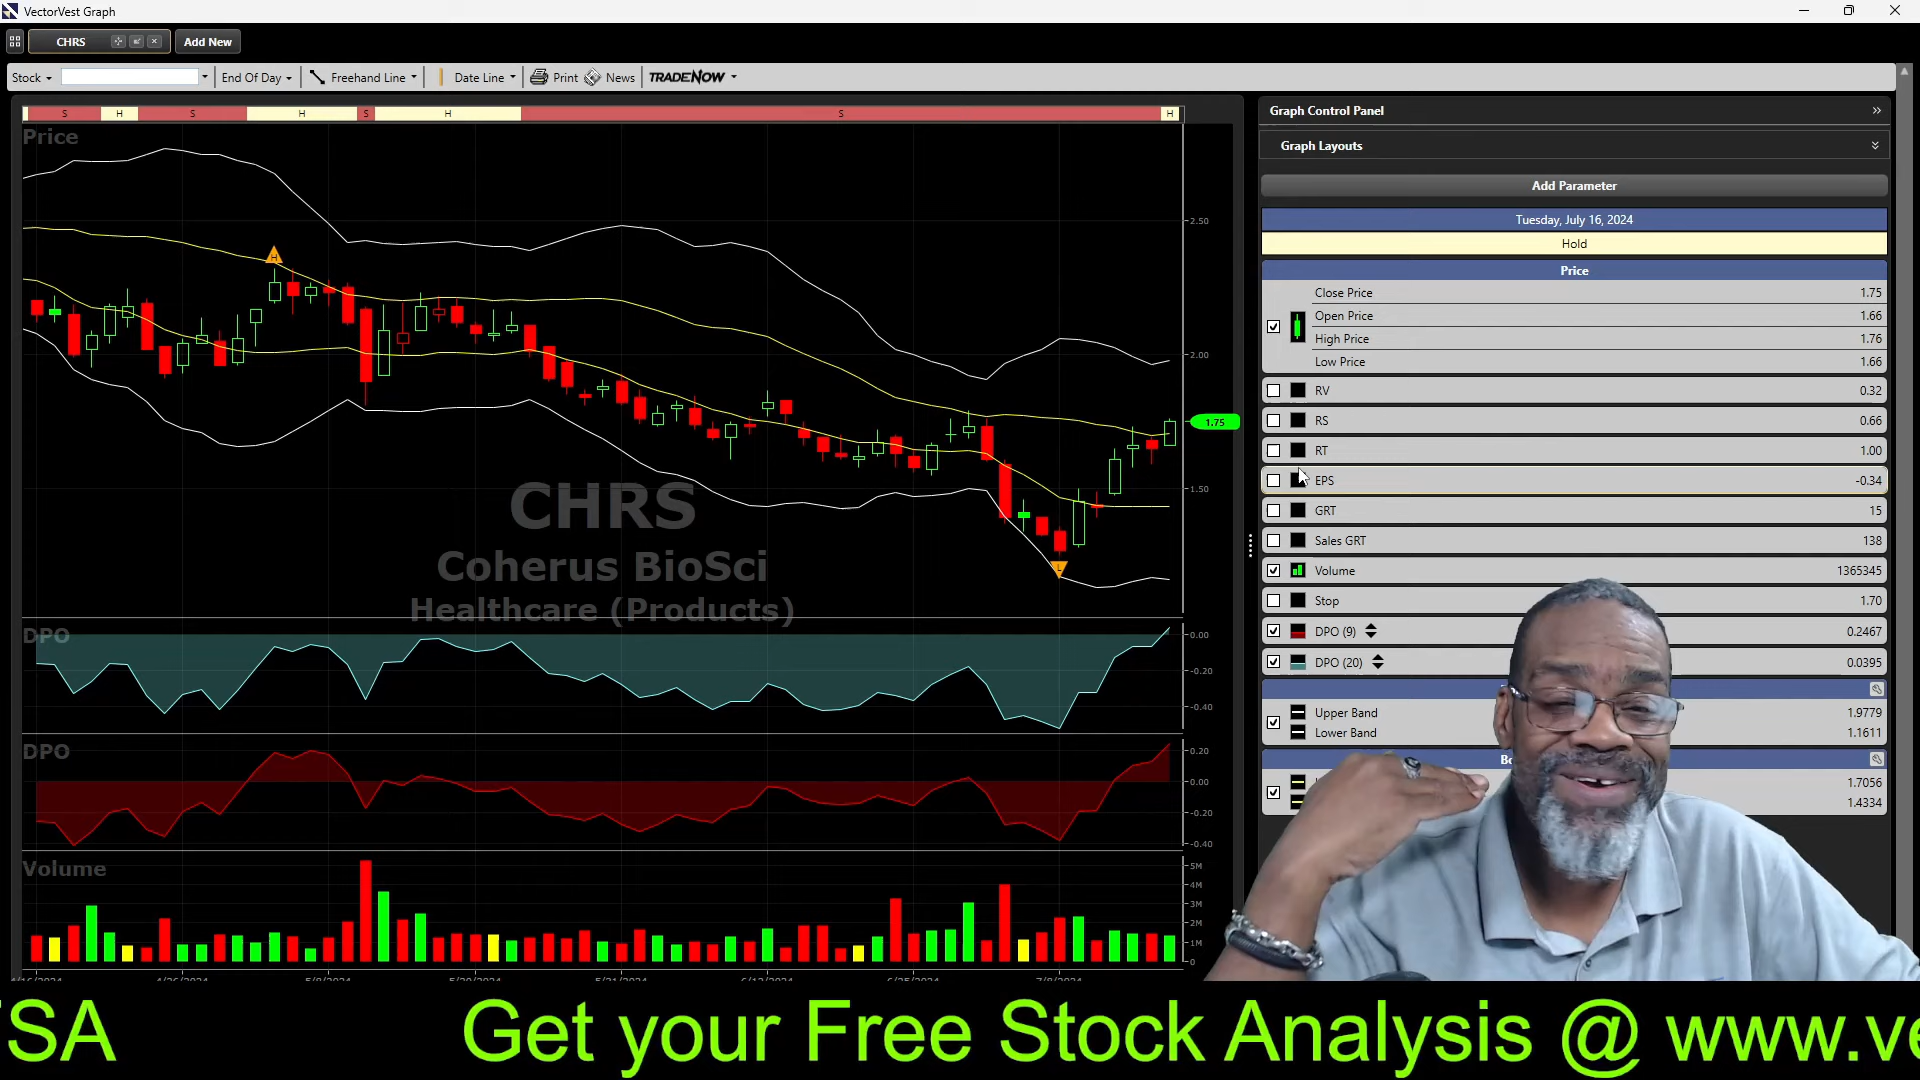 VectorVest Graph
CHRS
Add New
Stock
End Of Day
Freehand Line
Date Line
Print
News
TRADENOW
S H S H S H S H
Price
2.50
2.00
1.75
1.50
CHRS
Coherus BioSci
Healthcare (Products)
H
L
DPO
0.00
-0.20
-0.40
DPO
0.20
0.00
-0.20
-0.40
Volume
5M
4M
3M
2M
1M
0
Graph Control Panel
Graph Layouts
Add Parameter
Tuesday, July 16, 2024
Hold
Price
Close Price 1.75
Open Price 1.66
High Price 1.76
Low Price 1.66
RV 0.32
RS 0.66
RT 1.00
EPS -0.34
GRT 15
Sales GRT 138
Volume 1365345
Stop 1.70
DPO (9) 0.2467
DPO (20) 0.0395
Upper Band 1.9779
Lower Band 1.1611
1.7056
1.4334
SA Get your Free Stock Analysis @ www.ve